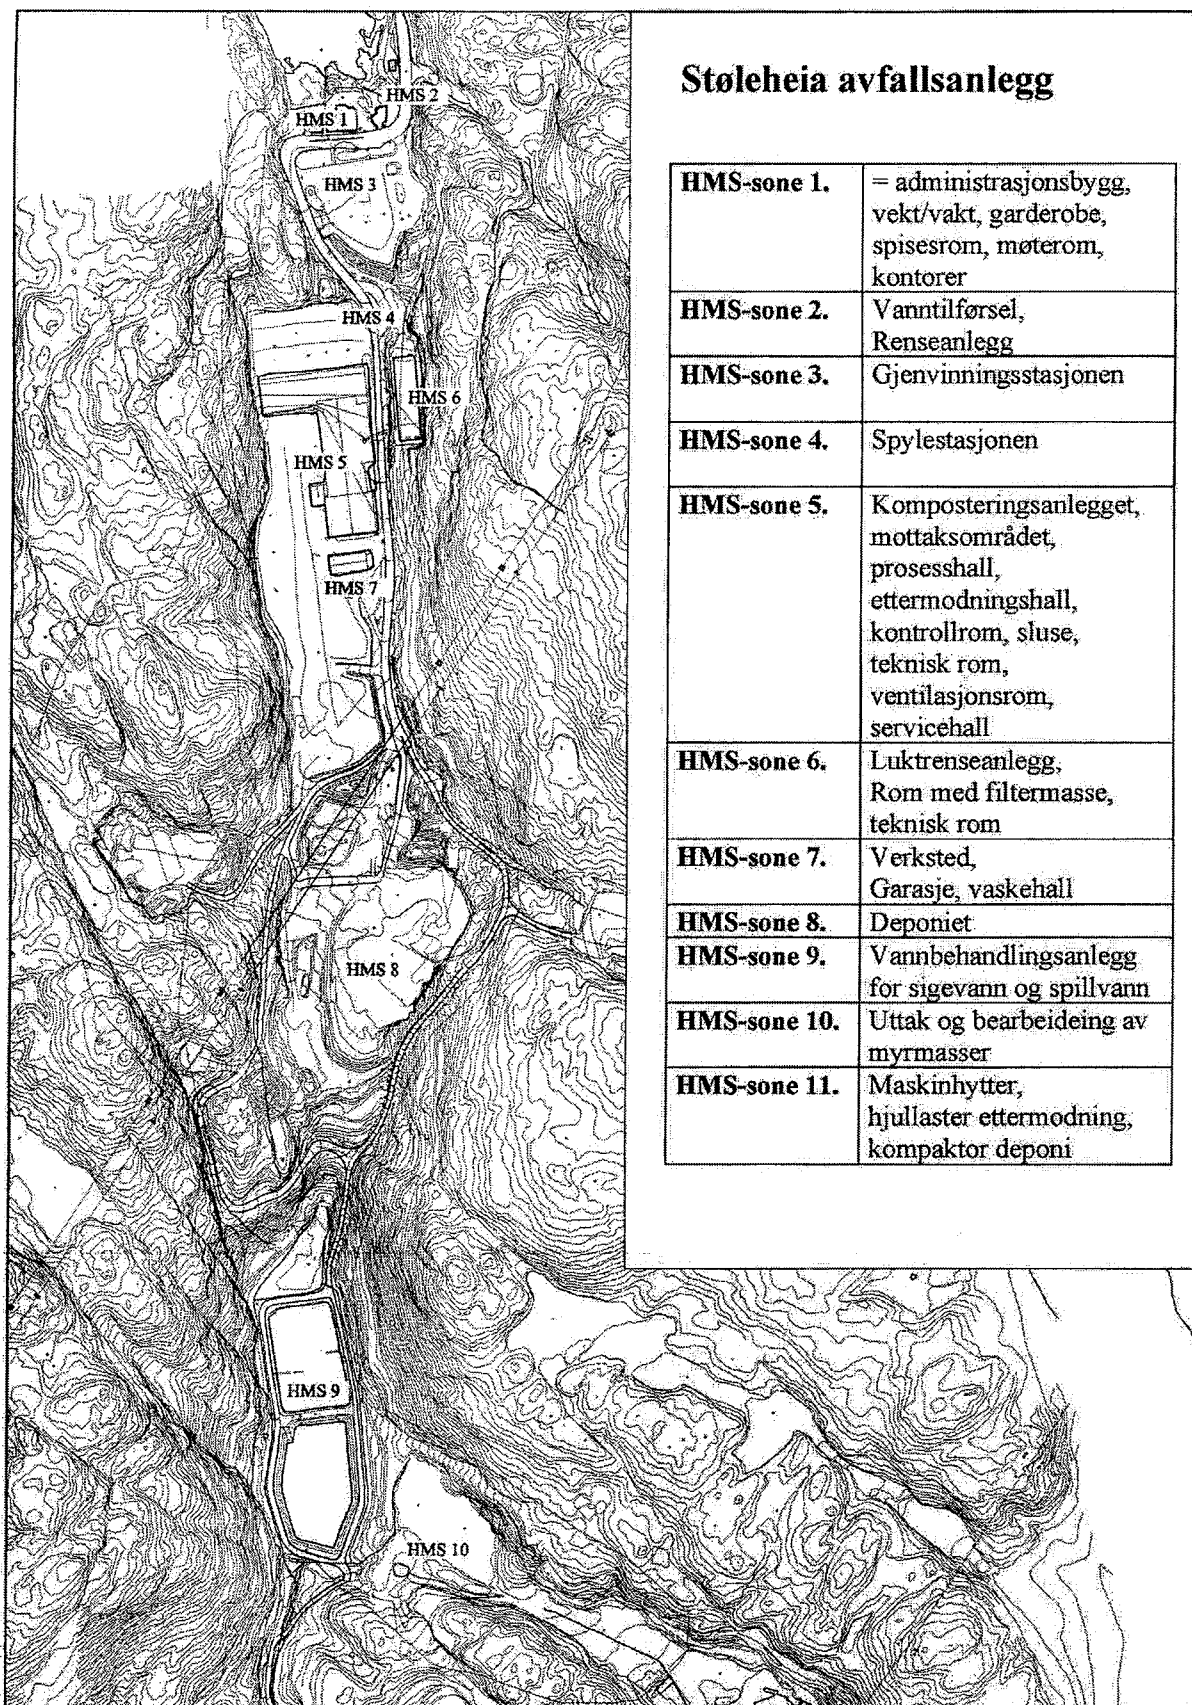 Støleheia avfallsanlegg
HMS-sone 1.
= administrasjonsbygg,
vekt/vakt, garderobe,
spisesrom, møterom,
kontorer
HMS-sone 2.
Vanntilførsel,
Renseanlegg
HMS-sone 3.
Gjenvinningsstasjonen
HMS-sone 4.
Spylestasjonen
HMS-sone 5.
Komposteringsanlegget,
mottaksområdet,
prosesshall,
ettermodningshall,
kontrollrom, sluse,
teknisk rom,
ventilasjonsrom,
servicehall
HMS-sone 6.
Luktrenseanlegg,
Rom med filtermasse,
teknisk rom
HMS-sone 7.
Verksted,
Garasje, vaskehall
HMS-sone 8.
Deponiet
HMS-sone 9.
Vannbehandlingsanlegg
for sigevann og spillvann
HMS-sone 10.
Uttak og bearbeideing av
myrmasser
HMS-sone 11.
Maskinhytter,
hjullaster ettermodning,
kompaktor deponi
HMS 2
HMS 1
HMS 3
HMS 4
HMS 6
HMS 5
HMS 7
HMS 8
HMS 9
HMS 10